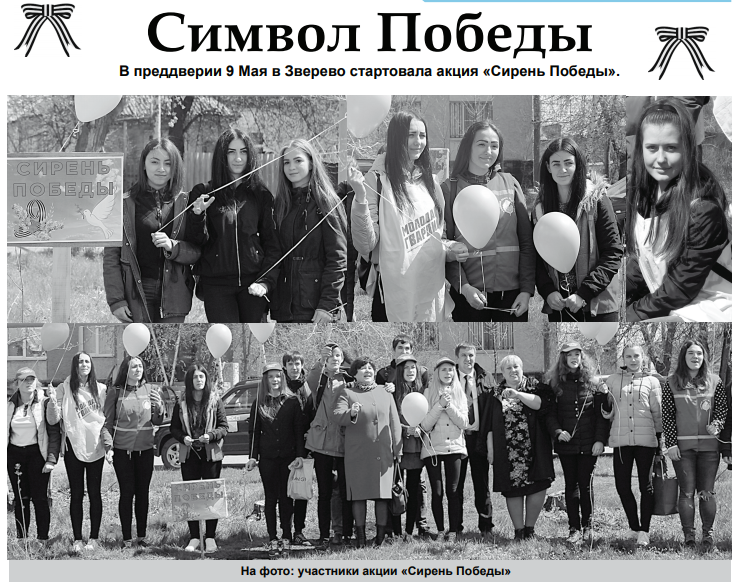 Символ Победы
В преддверии 9 Мая в Зверево стартовала акция «Сирень Победы».
СИРЕНЬ
ПОБЕДЫ
МОЛОДАЯ
ГВАРДИЯ
ПОБЕДЫ
На фото: участники акции «Сирень Победы»